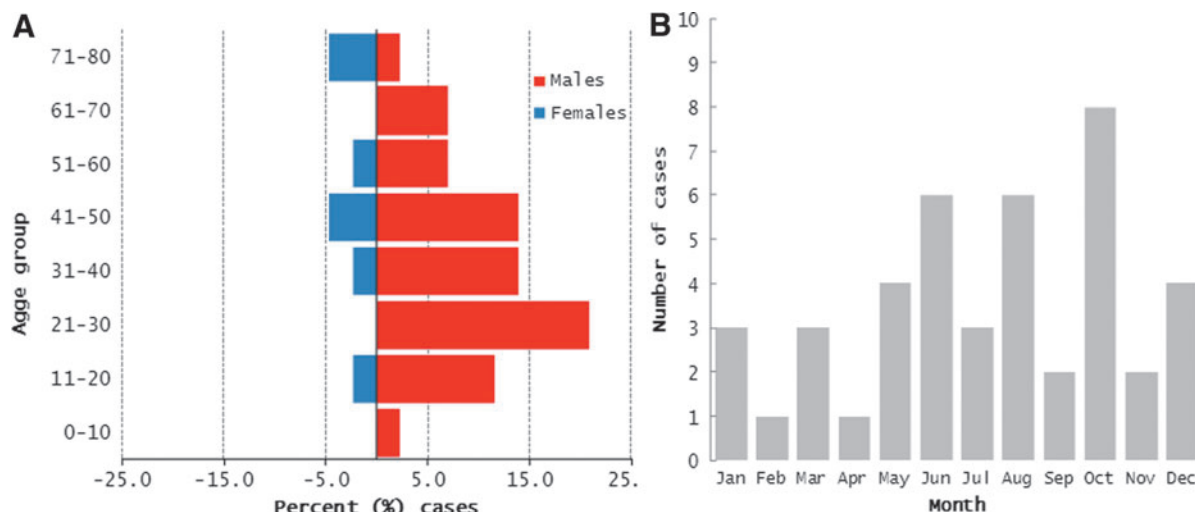 A
71-80
61-70
51-60
41-50
31-40
21-30
11-20
0-10
Agge group
Males
Females
-25.0 -15.0 -5.0 5.0 15.0 25.
Percent (%) cases
B
10
9
8
7
6
5
4
3
2
1
0
Number of cases
Jan Feb Mar Apr May Jun Jul Aug Sep Oct Nov Dec
Month